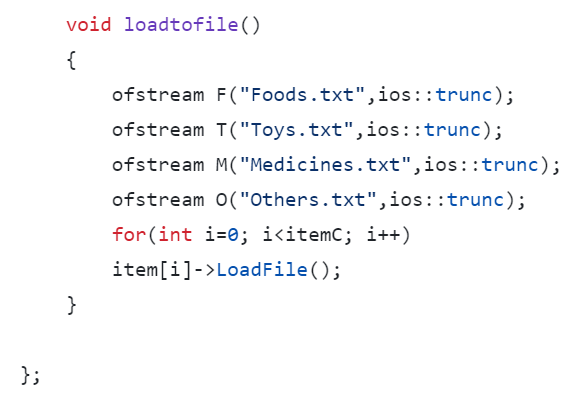 void loadtofile()
{
ofstream F("Foods.txt",ios::trunc);
ofstream T("Toys.txt",ios::trunc);
ofstream M("Medicines.txt",ios::trunc);
ofstream O("Others.txt",ios::trunc);
for(int i=0; i<itemC; i++)
item[i]->LoadFile();
}
};